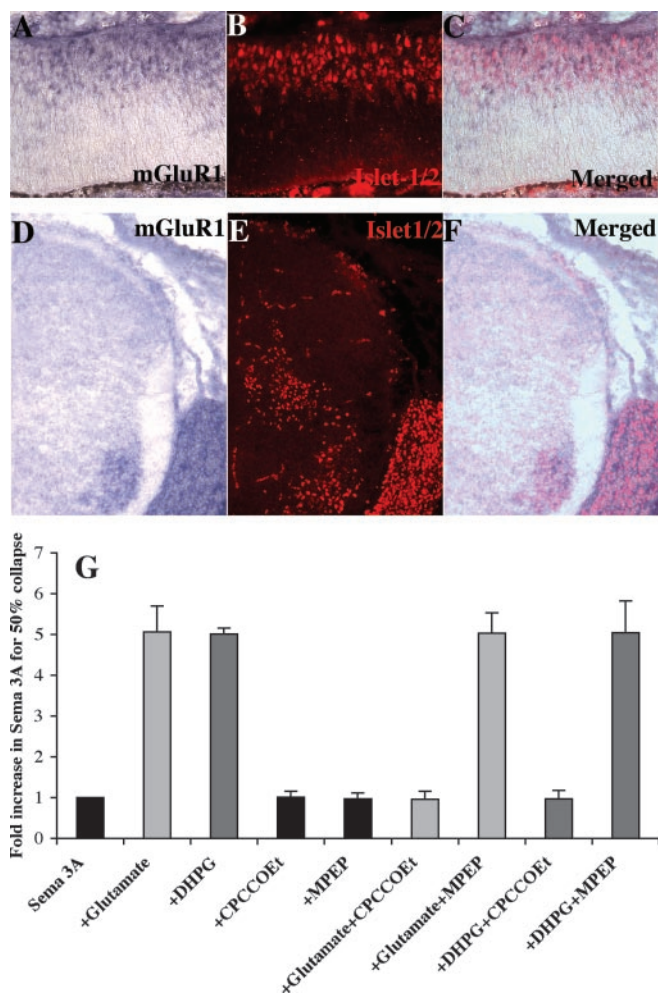 A
mGluR1
B
Islet-1/2
C
Merged
D
mGluR1
E
Islet1/2
F
Merged
G
Fold increase in Sema 3A for 50% collapse
7
6
5
4
3
2
1
0
Sema 3A
+Glutamate
+DHPG
+CPCCOEt
+MPEP
+Glutamate+CPCCOEt
+Glutamate+MPEP
+DHPG+CPCCOEt
+DHPG+MPEP